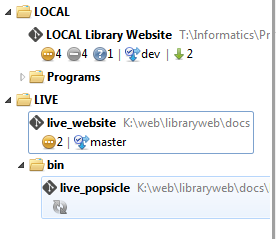 LOCAL
LOCAL Library Website T:\Informatics\Pr
4 4 ? 1 | dev | 2
Programs
LIVE
live_website K:\web\libraryweb\docs
2 | master
bin
live_popsicle K:\web\libraryweb\docs\